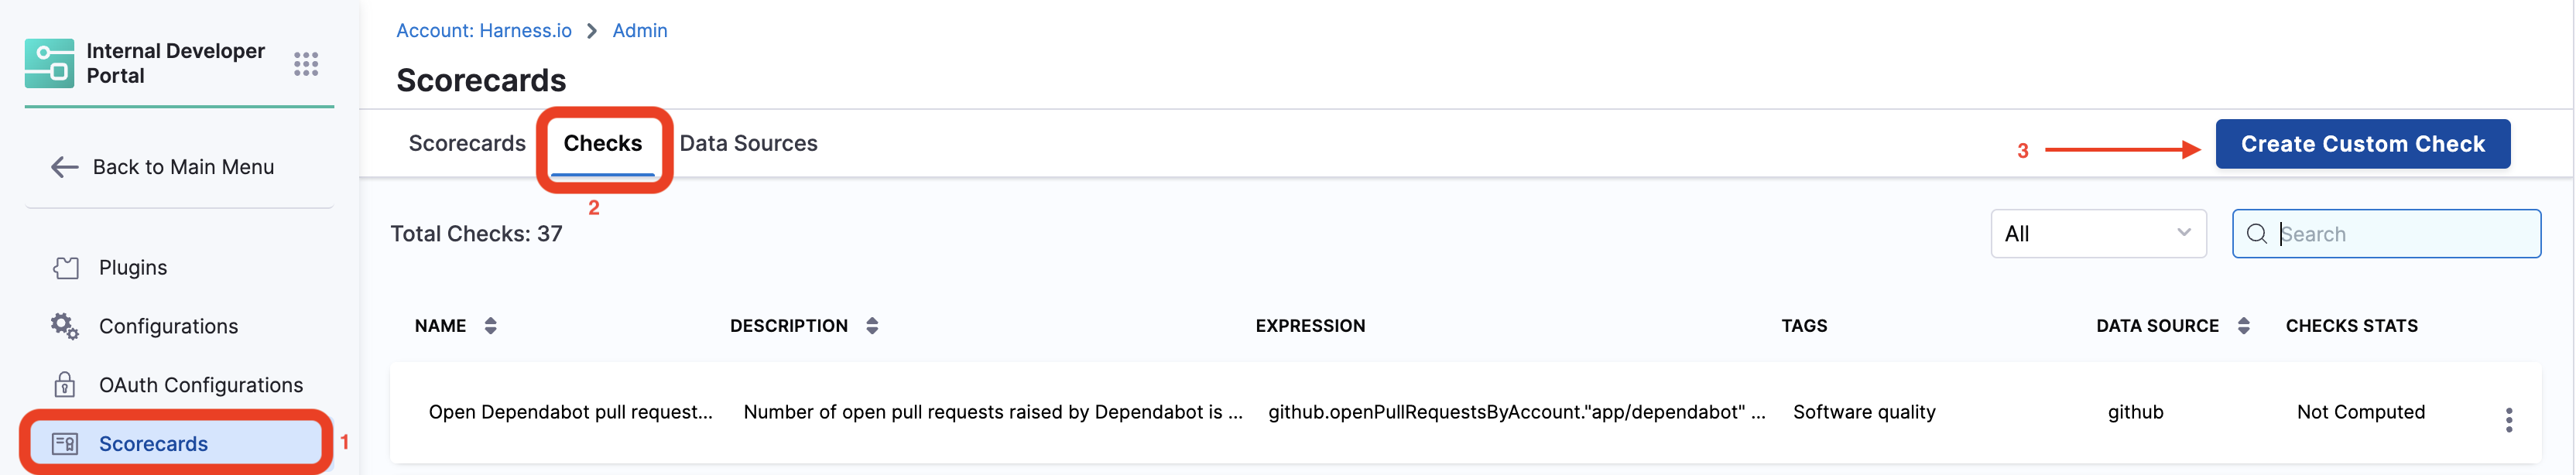 Internal Developer
Portal
Back to Main Menu
Plugins
Configurations
OAuth Configurations
Scorecards 1
Account: Harness.io > Admin
Scorecards
Scorecards Checks Data Sources
2
3 Create Custom Check
Total Checks: 37
All
Search
NAME DESCRIPTION EXPRESSION TAGS DATA SOURCE CHECKS STATS
Open Dependabot pull request... Number of open pull requests raised by Dependabot is ... github.openPullRequestsByAccount."app/dependabot" ... Software quality github Not Computed